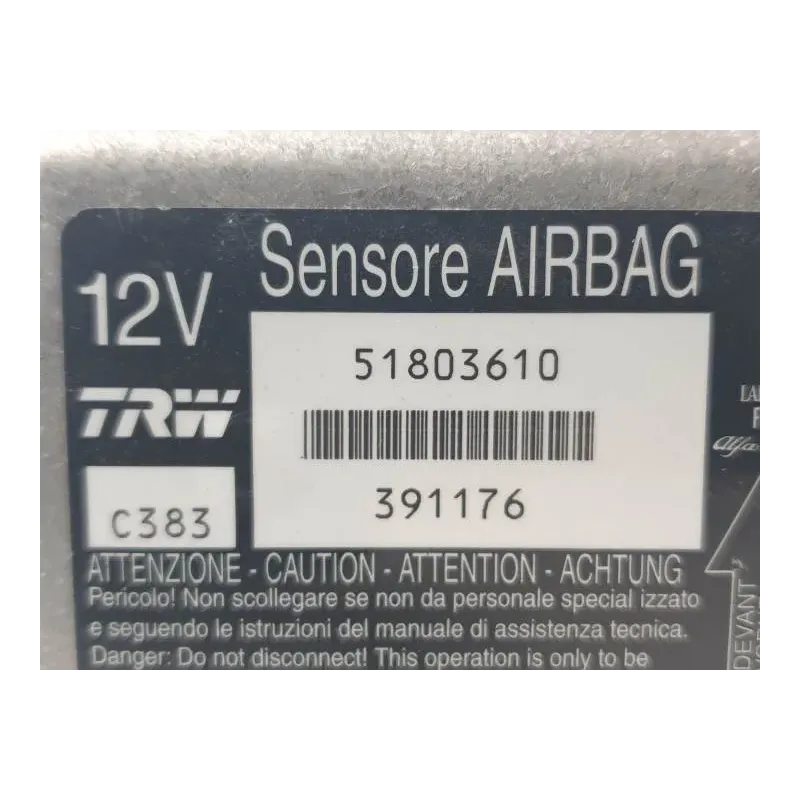 Sensore AIRBAG
12V
51803610
TRW
391176
C383
ATTENZIONE - CAUTION - ATTENTION - ACHTUNG
Pericolo! Non scollegare se non da personale special izzato
e seguendo le istruzioni del manuale di assistenza tecnica.
Danger: Do not disconnect! This operation is only to be
DEVANT